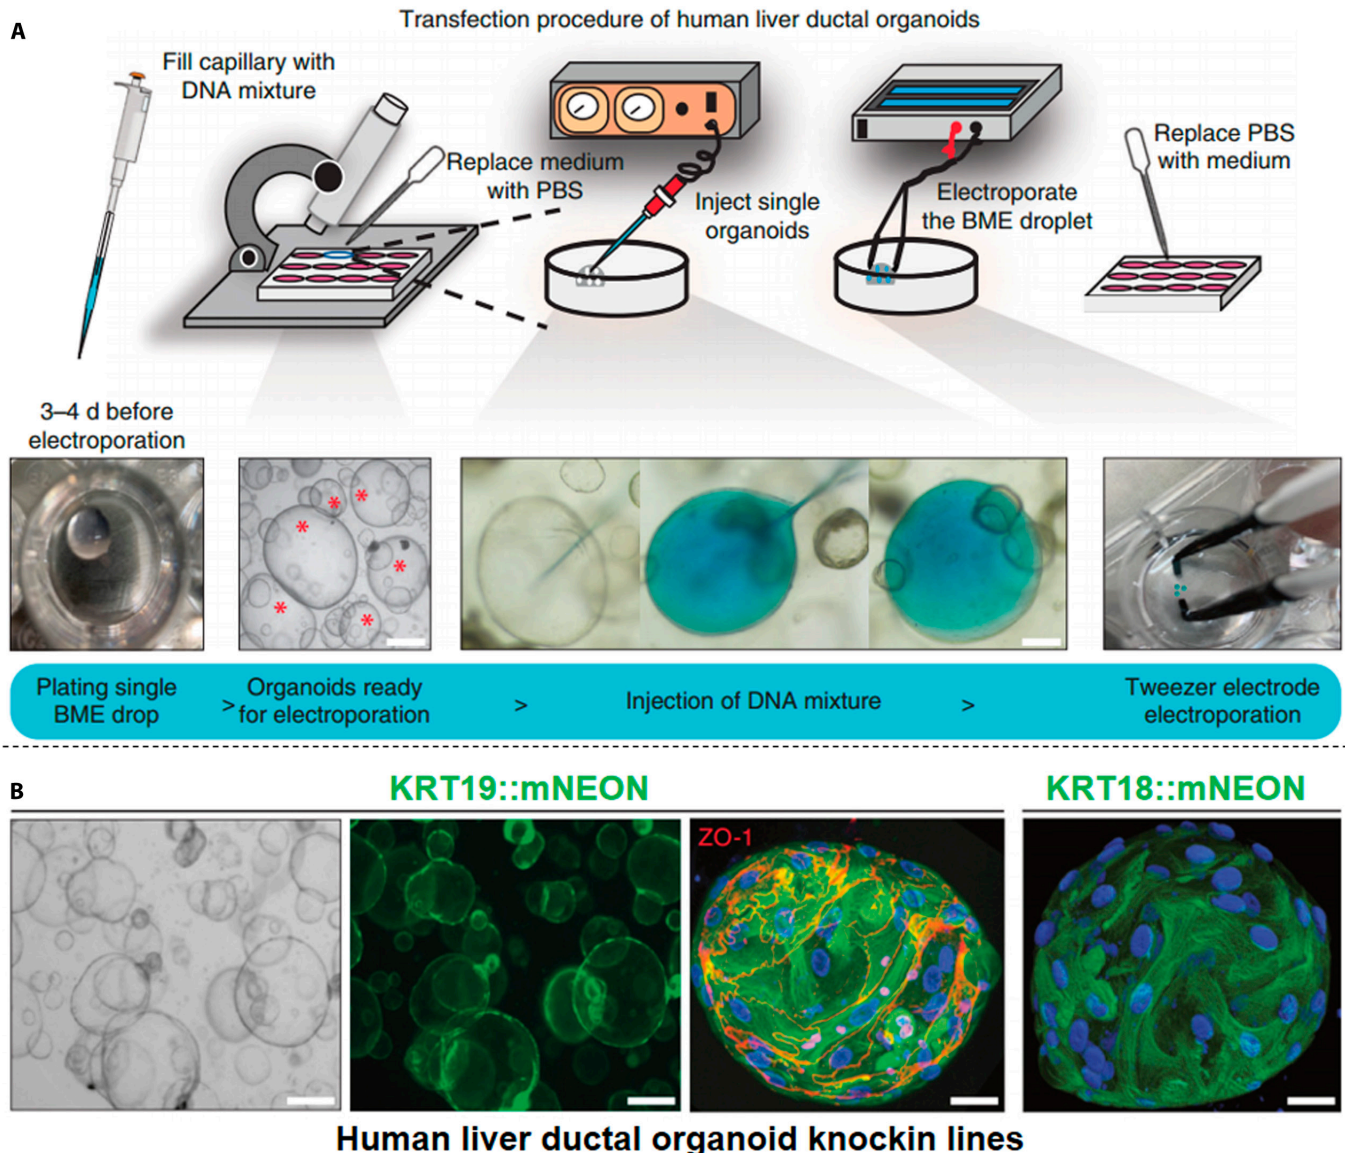 A
Transfection procedure of human liver ductal organoids
Fill capillary with
DNA mixture
Replace medium
with PBS
Inject single
organoids
Electroporate
the BME droplet
Replace PBS
with medium
3–4 d before
electroporation
* * * * * *
Plating single
BME drop
>
Organoids ready
for electroporation
>
Injection of DNA mixture
>
Tweezer electrode
electroporation
B
KRT19::mNEON
KRT18::mNEON
ZO-1
Human liver ductal organoid knockin lines